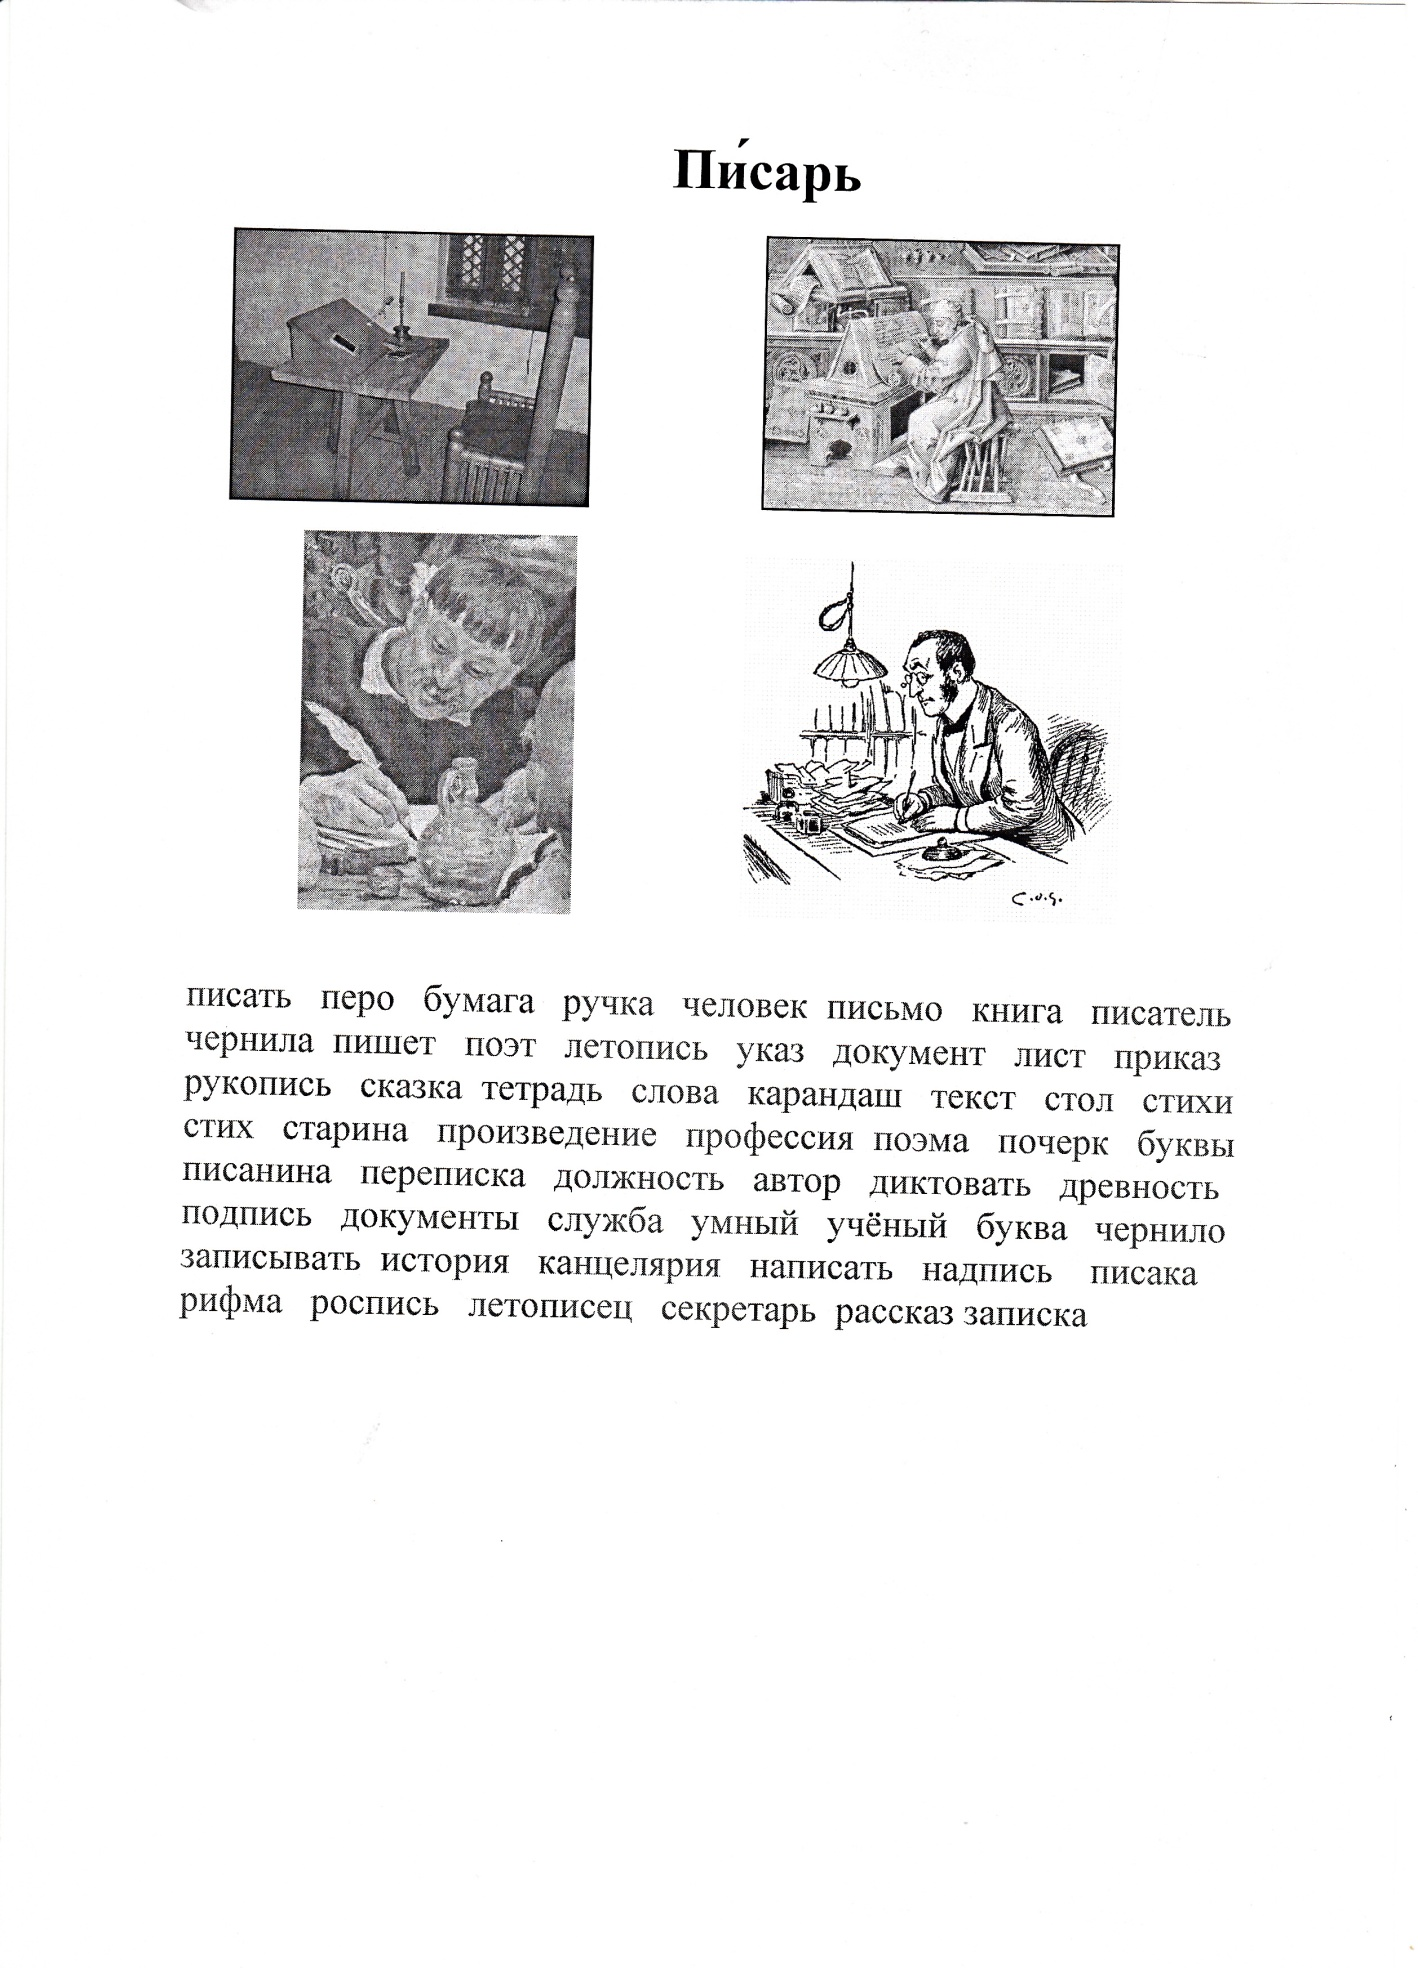 Пи́сарь
C.O.S.
писать перо бумага ручка человек письмо книга писатель
чернила пишет поэт летопись указ документ лист приказ
рукопись сказка тетрадь слова карандаш текст стол стихи
стих старина произведение профессия поэма почерк буквы
писанина переписка должность автор диктовать древность
подпись документы служба умный учёный буква чернило
записывать история канцелярия написать надпись писака
рифма роспись летописец секретарь рассказ записка